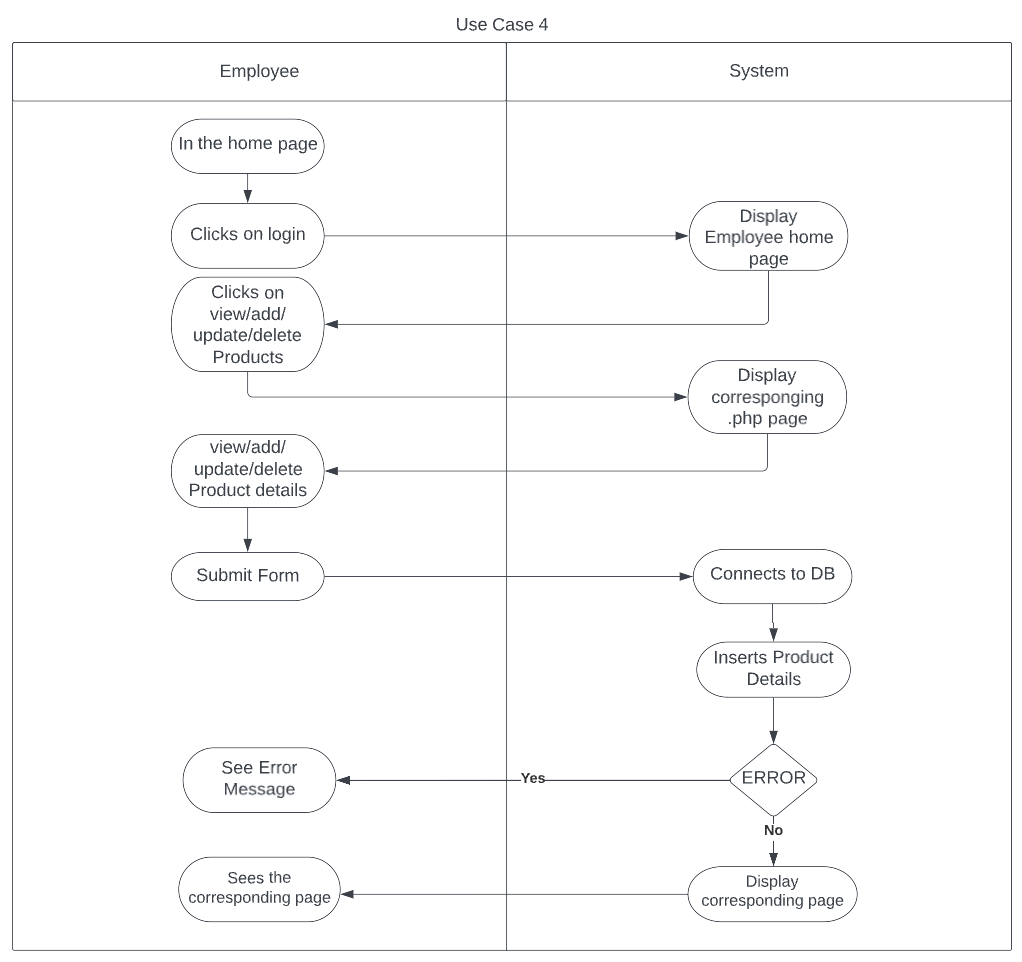 Use Case 4
Employee
System
In the home page
Clicks on login
Display
Employee home
page
Clicks on
view/add/
update/delete
Products
Display
corresponging
.php page
view/add/
update/delete
Product details
Submit Form
Connects to DB
Inserts Product
Details
ERROR
Yes
See Error
Message
No
Display
corresponding page
Sees the
corresponding page